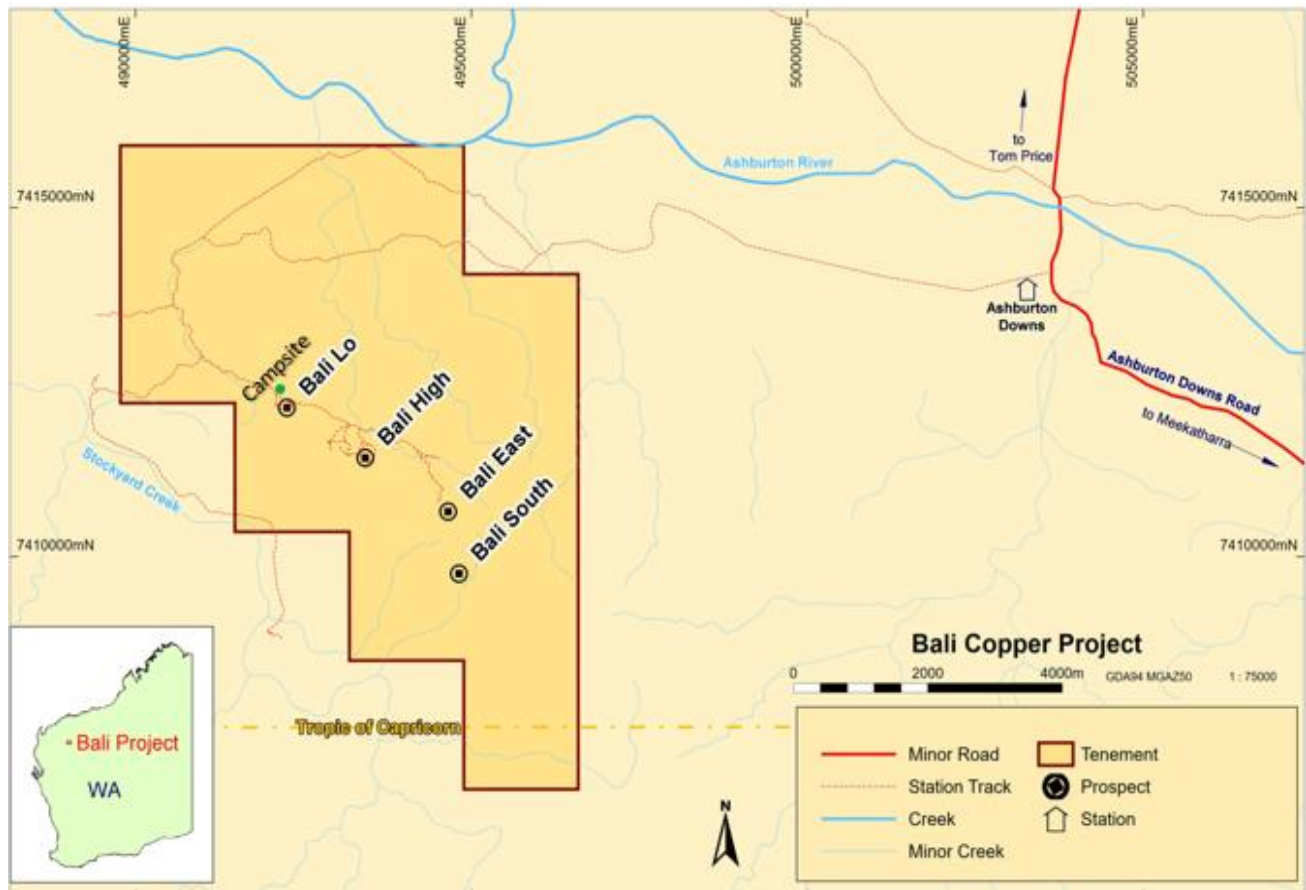 490000mE
495000mE
500000mE
505000mE
to
Tom Price
Ashburton River
7415000mN
7415000mN
Ashburton
Downs
Campsite
Bali Lo
Bali High
Bali East
Bali South
Ashburton Downs Road
to Meekatharra
Stockyard Creek
7410000mN
7410000mN
Bali Copper Project
0
2000
4000m
GDA94 MGAZ50
1 : 75000
Tropic of Capricorn
Bali Project
WA
N
Minor Road
Station Track
Creek
Minor Creek
Tenement
Prospect
Station